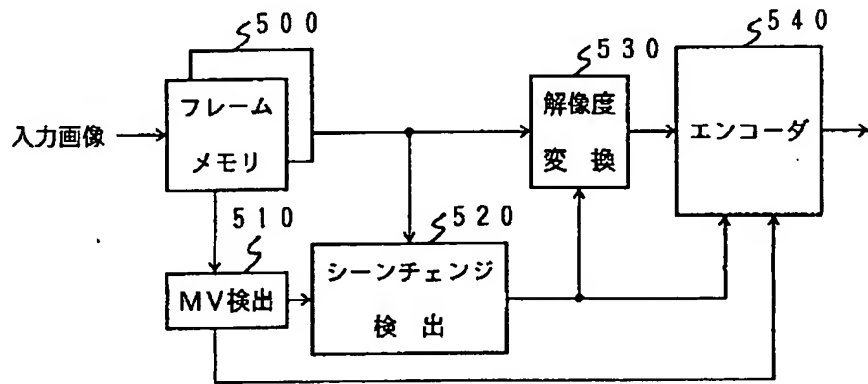 500
フレーム
メモリ
入力画像
510
MV検出
520
シーンチェンジ
検 出
530
解像度
変 換
540
エンコーダ